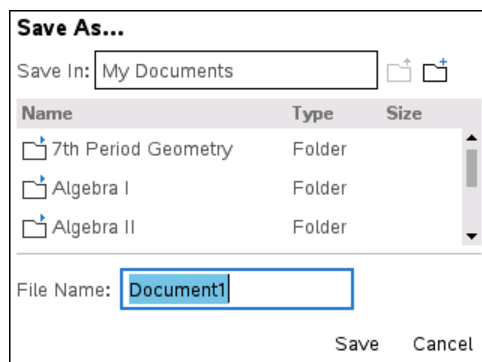 Save As...
Save In: My Documents
Name Type Size
7th Period Geometry Folder
Algebra I Folder
Algebra II Folder
File Name: Document1
Save Cancel